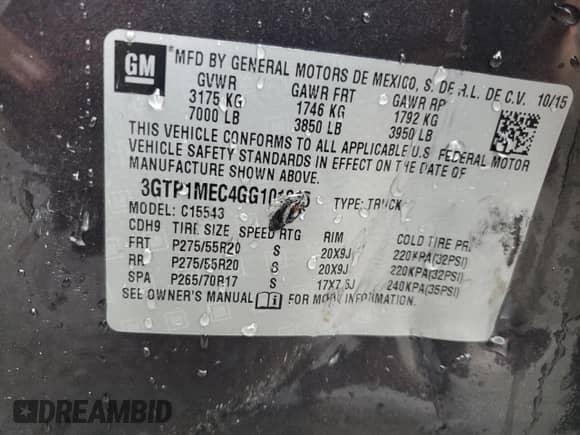 GM
MFD BY GENERAL MOTORS DE MEXICO, S. DE R.L. DE C.V. 10/15
GVWR GAWR FRT GAWR RR
3175 KG 1746 KG 1792 KG
7000 LB 3850 LB 3950 LB
THIS VEHICLE CONFORMS TO ALL APPLICABLE U.S. FEDERAL MOTOR
VEHICLE SAFETY STANDARDS IN EFFECT ON THE DATE OF
MANUFACTURE SHOWN ABOVE.
TYPE: TRUCK
MODEL: C15543
CDH9 TIRE SIZE, SPEED RTG RIM COLD TIRE PR.
FRT P275/55R20 S 20X9J 220KPA(32PSI)
RR P275/55R20 S 20X9J 220KPA(32PSI)
SPA P265/70R17 S 17X7.5J 240KPA(35PSI)
SEE OWNER'S MANUAL FOR MORE INFORMATION.
DREAMBID